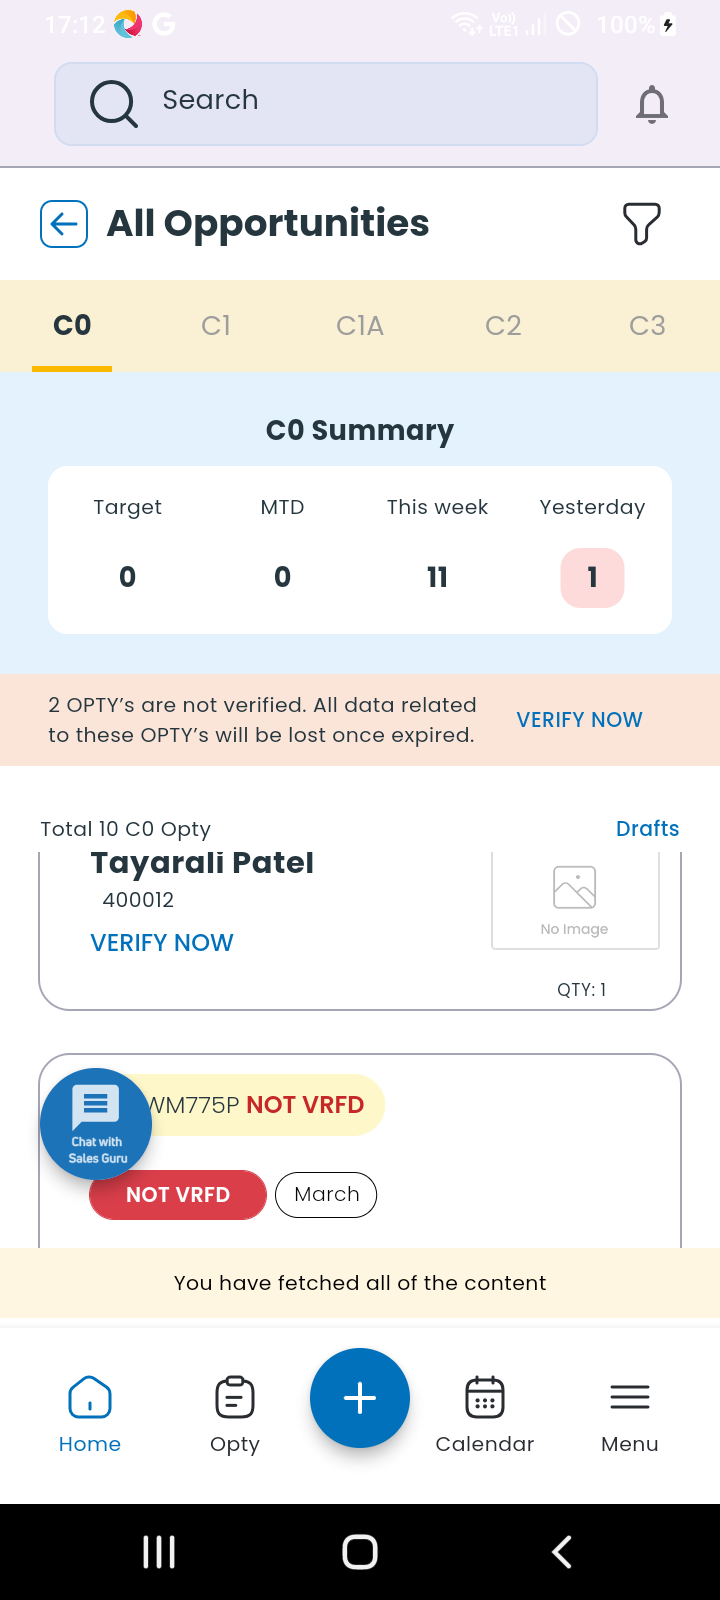 17:12
Vo))
LTE1
100%
Search
All Opportunities
C0 C1 C1A C2 C3
C0 Summary
Target MTD This week Yesterday
0 0 11 1
2 OPTY’s are not verified. All data related
to these OPTY’s will be lost once expired.
VERIFY NOW
Total 10 C0 Opty
Drafts
Tayarali Patel
400012
VERIFY NOW
No Image
QTY: 1
WM775P NOT VRFD
Chat with
Sales Guru
NOT VRFD
March
You have fetched all of the content
Home Opty Calendar Menu